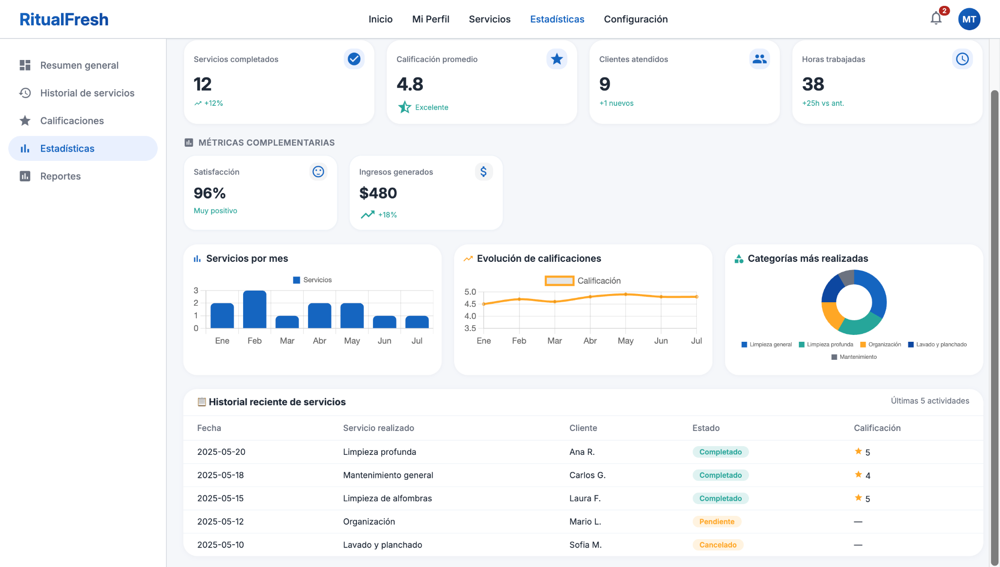 RitualFresh
Inicio Mi Perfil Servicios Estadísticas Configuración
2
MT
Resumen general
Historial de servicios
Calificaciones
Estadísticas
Reportes
Servicios completados
12
+12%
Calificación promedio
4.8
Excelente
Clientes atendidos
9
+1 nuevos
Horas trabajadas
38
+25h vs ant.
MÉTRICAS COMPLEMENTARIAS
Satisfacción
96%
Muy positivo
Ingresos generados
$
$480
+18%
Servicios por mes
Servicios
3
2
1
0
Ene Feb Mar Abr May Jun Jul
Evolución de calificaciones
Calificación
5.0
4.5
4.0
3.5
Ene Feb Mar Abr May Jun Jul
Categorías más realizadas
Limpieza general Limpieza profunda Organización Lavado y planchado
Mantenimiento
Historial reciente de servicios
Últimas 5 actividades
Fecha Servicio realizado Cliente Estado Calificación
2025-05-20 Limpieza profunda Ana R. Completado 5
2025-05-18 Mantenimiento general Carlos G. Completado 4
2025-05-15 Limpieza de alfombras Laura F. Completado 5
2025-05-12 Organización Mario L. Pendiente —
2025-05-10 Lavado y planchado Sofia M. Cancelado —